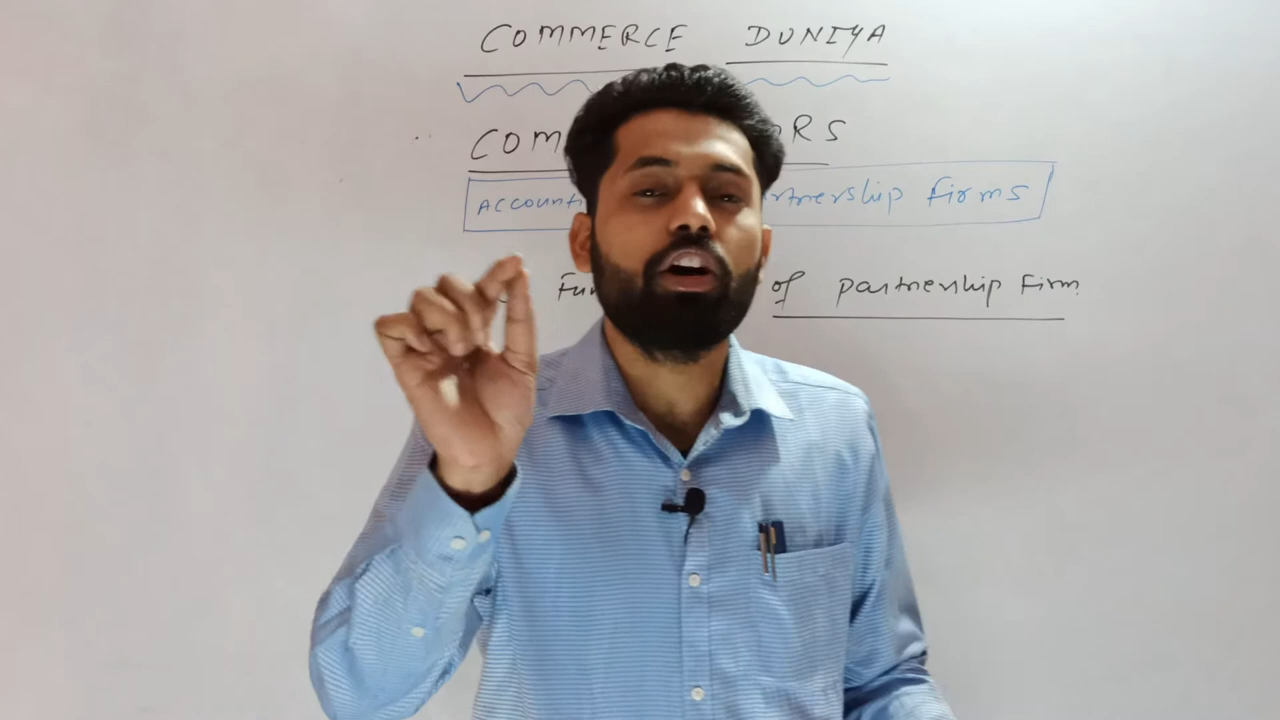 COMMERCE DUNIYA
COM RS
ACCOUNT rtnership Firms
Fu of partnership Firm